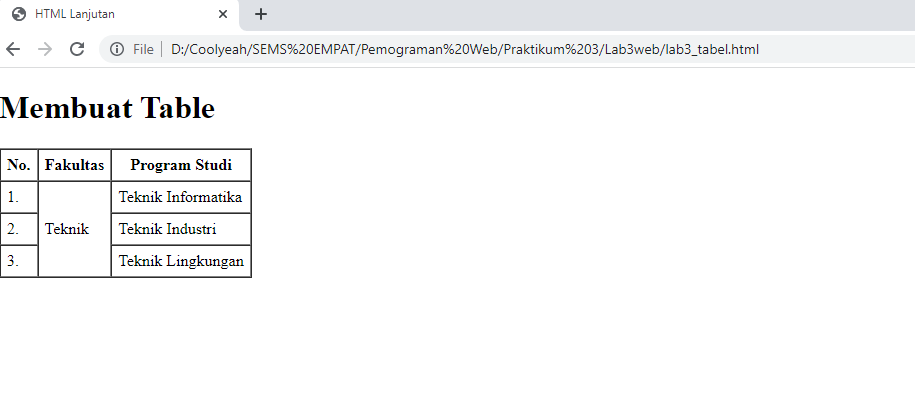 HTML Lanjutan
File D:/Coolyeah/SEMS%20EMPAT/Pemograman%20Web/Praktikum%203/Lab3web/lab3_tabel.html
Membuat Table
No. Fakultas Program Studi
1. Teknik Informatika
2. Teknik Teknik Industri
3. Teknik Lingkungan